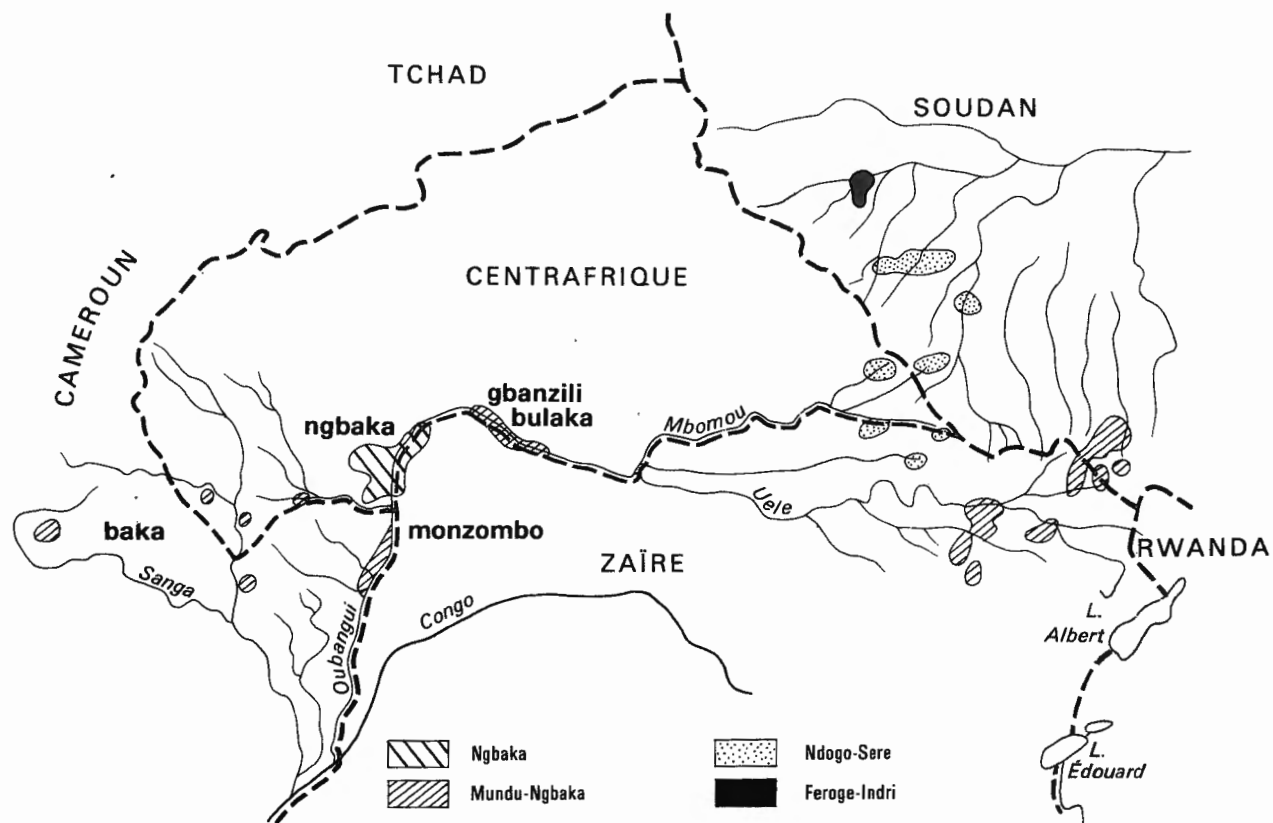 TCHAD
SOUDAN
CAMEROUN
CENTRAFRIQUE
gbanzili
bulaka
ngbaka
Mbomou
Uele
baka
monzombo
ZAÏRE
RWANDA
Sanga
Oubangui
Congo
L.
Albert
L.
Édouard
Ngbaka
Ndogo-Sere
Mundu-Ngbaka
Feroge-Indri